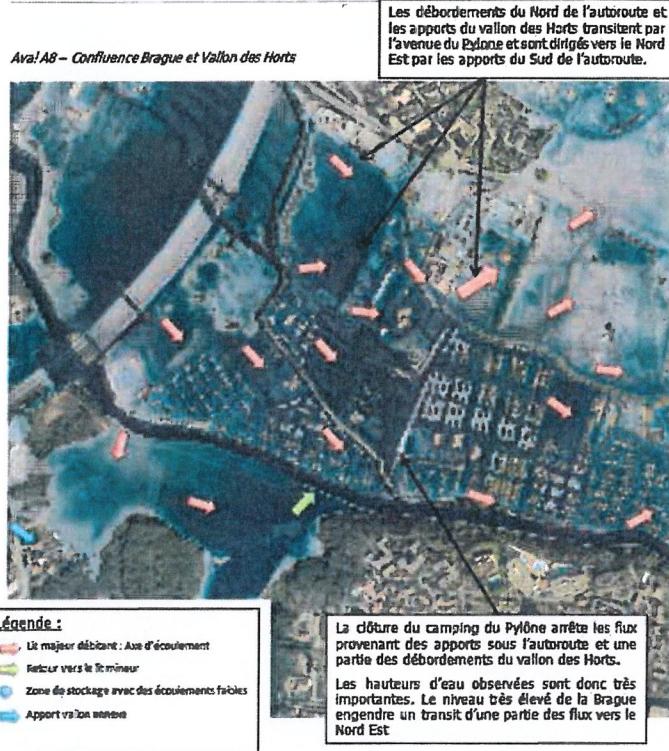 Les débordements du Nord de l'autoroute et
les apports du vallon des Horts transitent par
l'avenue du Pylône et sont dirigés vers le Nord
Est par les apports du Sud de l'autoroute.
Aval A8 – Confluence Brague et Vallon des Horts
La clôture du camping du Pylône arrête les flux
provenant des apports sous l'autoroute et une
partie des débordements du vallon des Horts.
Les hauteurs d'eau observées sont donc très
importantes. Le niveau très élevé de la Brague
engendre un transit d'une partie des flux vers le
Nord Est
Légende :
Lit majeur débitant : Axe d'écoulement
Retour vers le lit mineur
Zone de stockage avec des écoulements faibles
Apport vallon annexe